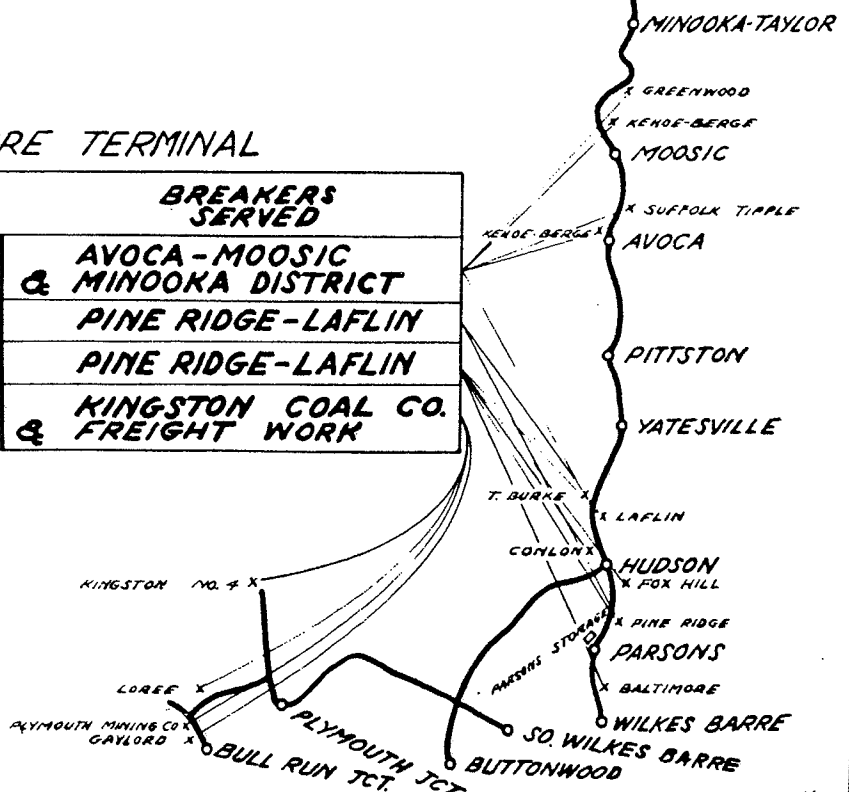 MINOOKA-TAYLOR
GREENWOOD
KEHOE-BERGE
MOOSIC
SUFFOLK TIPPLE
KEHOE-BERGE
AVOCA
PITTSTON
YATESVILLE
T. BURKE
LAFLIN
CONLON
HUDSON
FOX HILL
PINE RIDGE
PARSONS STORAGE
PARSONS
BALTIMORE
WILKES BARRE
SO. WILKES BARRE
BUTTONWOOD
RE TERMINAL
BREAKERS
SERVED
AVOCA-MOOSIC
& MINOOKA DISTRICT
PINE RIDGE-LAFLIN
PINE RIDGE-LAFLIN
KINGSTON COAL CO.
& FREIGHT WORK
KINGSTON NO. 4
LOREE
PLYMOUTH MINING CO
GAYLORD
BULL RUN JCT.
PLYMOUTH JCT.